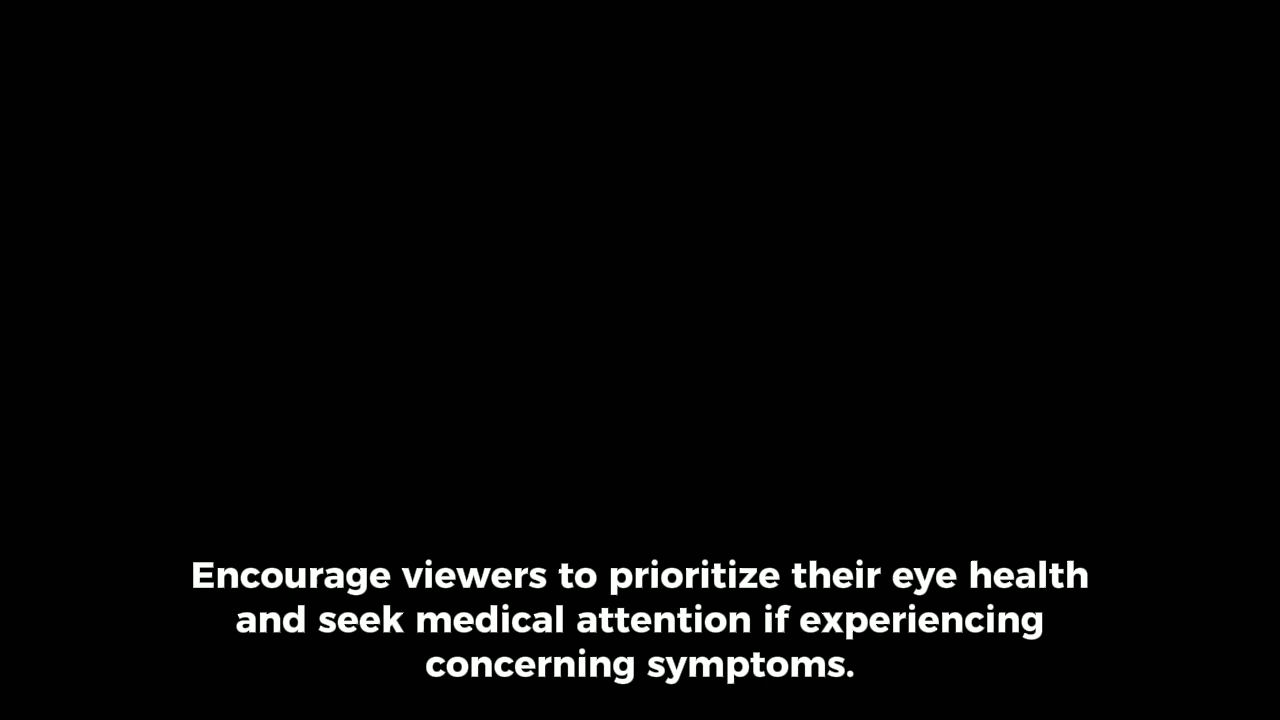 Encourage viewers to prioritize their eye health
and seek medical attention if experiencing
concerning symptoms.